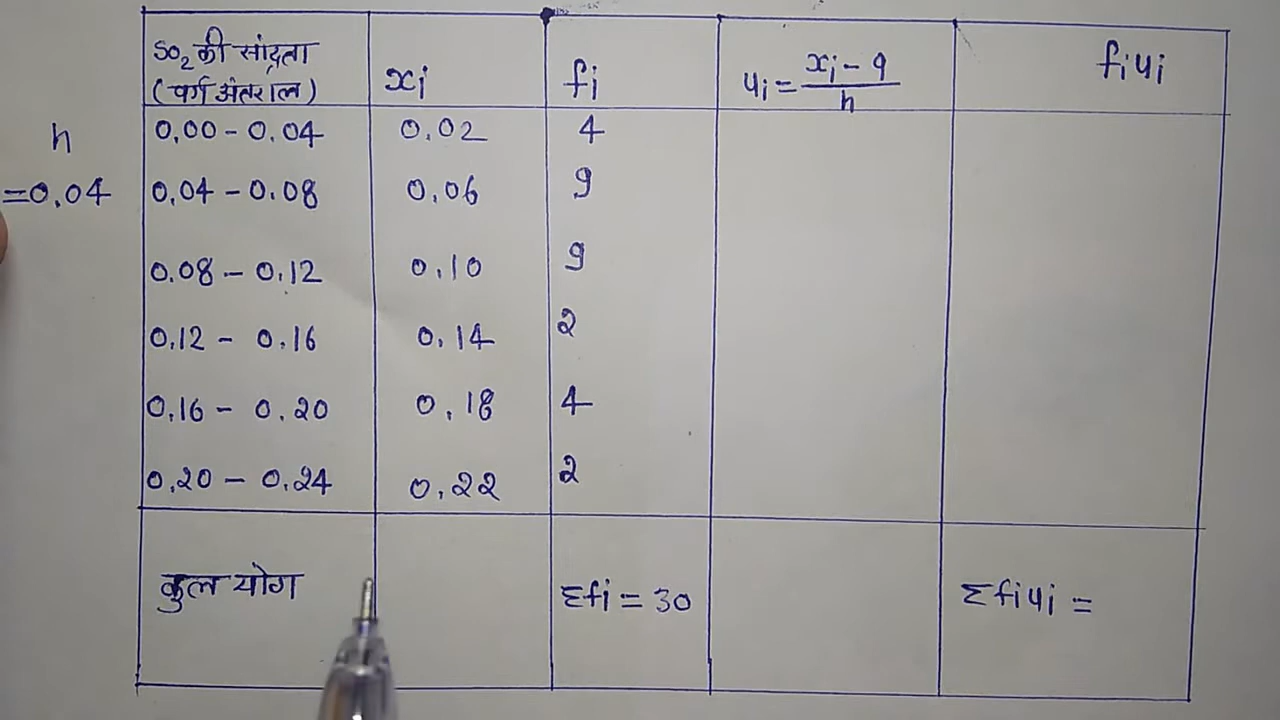 SO₂ की सांद्रता (वर्ग अंतराल) xᵢ fᵢ uᵢ = (xᵢ - a)/h fᵢuᵢ
h = 0.04
0.00 - 0.04 0.02 4
0.04 - 0.08 0.06 9
0.08 - 0.12 0.10 9
0.12 - 0.16 0.14 2
0.16 - 0.20 0.18 4
0.20 - 0.24 0.22 2
कुल योग Σfᵢ = 30 Σfᵢuᵢ =